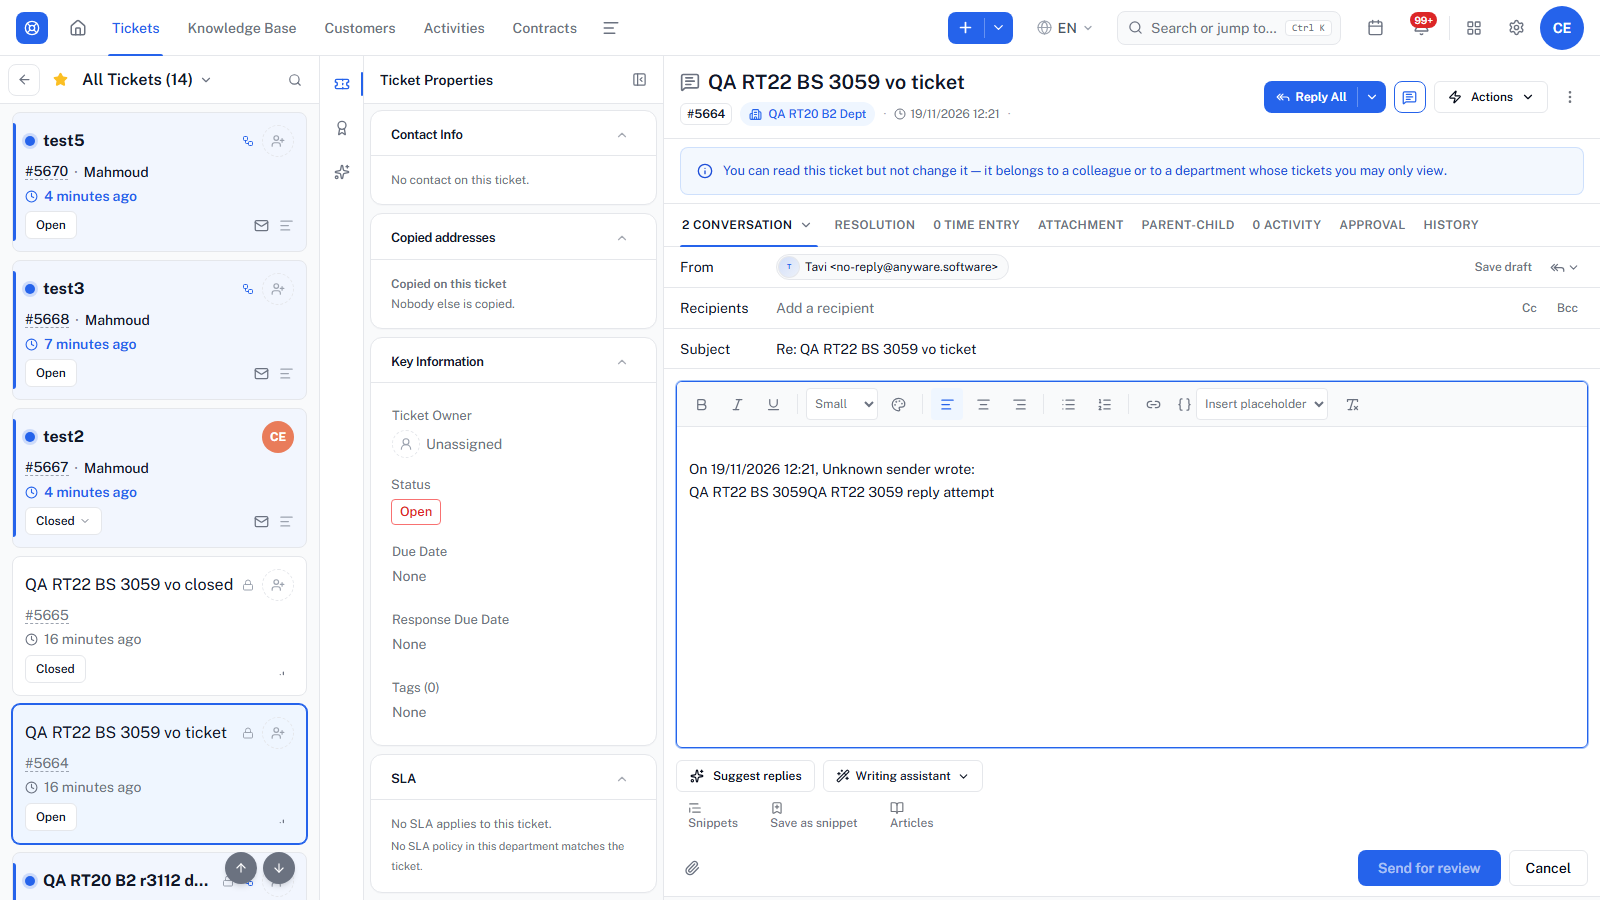 Tickets
Knowledge Base
Customers
Activities
Contracts
EN
Search or jump to...
Ctrl K
99+
CE
All Tickets (14)
test5
#5670 · Mahmoud
4 minutes ago
Open
test3
#5668 · Mahmoud
7 minutes ago
Open
test2
CE
#5667 · Mahmoud
4 minutes ago
Closed
QA RT22 BS 3059 vo closed
#5665
16 minutes ago
Closed
QA RT22 BS 3059 vo ticket
#5664
16 minutes ago
Open
QA RT20 B2 r3112 d...
Ticket Properties
Contact Info
No contact on this ticket.
Copied addresses
Copied on this ticket
Nobody else is copied.
Key Information
Ticket Owner
Unassigned
Status
Open
Due Date
None
Response Due Date
None
Tags (0)
None
SLA
No SLA applies to this ticket.
No SLA policy in this department matches the
ticket.
QA RT22 BS 3059 vo ticket
#5664
QA RT20 B2 Dept
· 19/11/2026 12:21 ·
Reply All
Actions
You can read this ticket but not change it — it belongs to a colleague or to a department whose tickets you may only view.
2 CONVERSATION
RESOLUTION
0 TIME ENTRY
ATTACHMENT
PARENT-CHILD
0 ACTIVITY
APPROVAL
HISTORY
From
T
Tavi <no-reply@anyware.software>
Save draft
Recipients
Add a recipient
Cc
Bcc
Subject
Re: QA RT22 BS 3059 vo ticket
B I U
Small
Insert placeholder
On 19/11/2026 12:21, Unknown sender wrote:
QA RT22 BS 3059QA RT22 3059 reply attempt
Suggest replies
Writing assistant
Snippets
Save as snippet
Articles
Send for review
Cancel